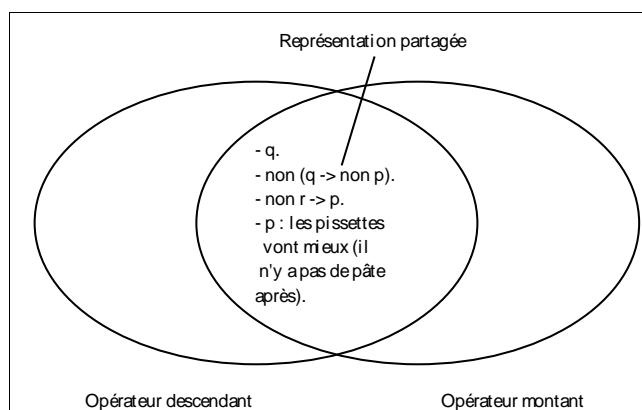 Représentation partagée
- q.
- non (q -> non p).
- non r -> p.
- p : les pissettes
vont mieux (il
n'y a pas de pâte
après).
Opérateur descendant
Opérateur montant